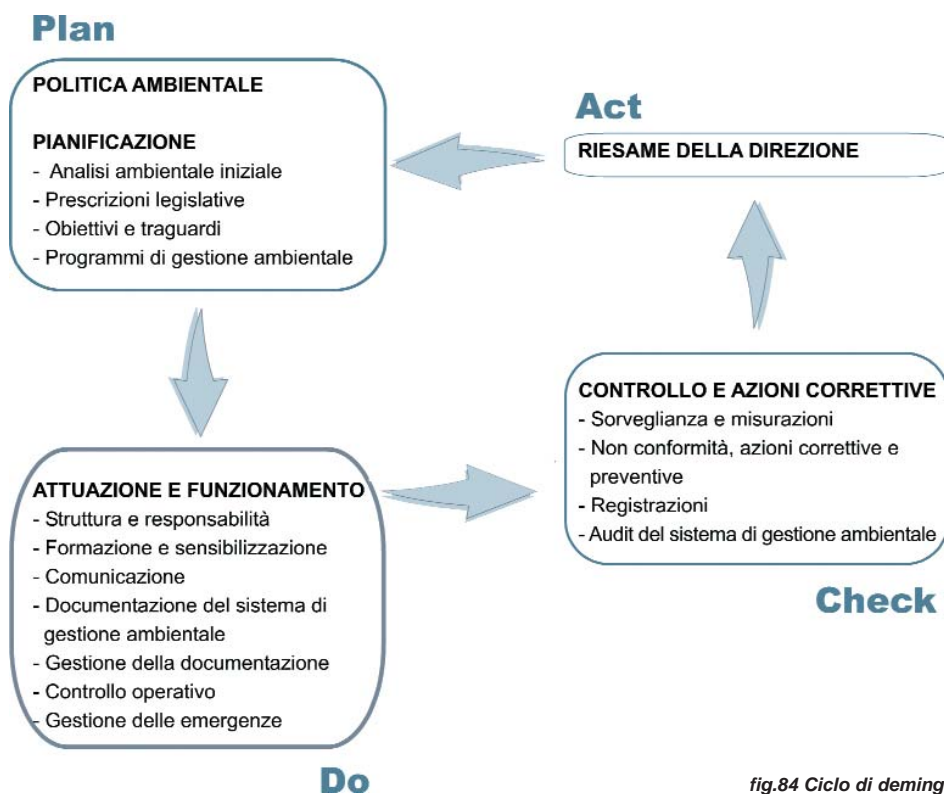 Plan
POLITICA AMBIENTALE
PIANIFICAZIONE
- Analisi ambientale iniziale
- Prescrizioni legislative
- Obiettivi e traguardi
- Programmi di gestione ambientale
Act
RIESAME DELLA DIREZIONE
ATTUAZIONE E FUNZIONAMENTO
- Struttura e responsabilità
- Formazione e sensibilizzazione
- Comunicazione
- Documentazione del sistema di
gestione ambientale
- Gestione della documentazione
- Controllo operativo
- Gestione delle emergenze
Do
CONTROLLO E AZIONI CORRETTIVE
- Sorveglianza e misurazioni
- Non conformità, azioni correttive e
preventive
- Registrazioni
- Audit del sistema di gestione ambientale
Check
fig.84 Ciclo di deming